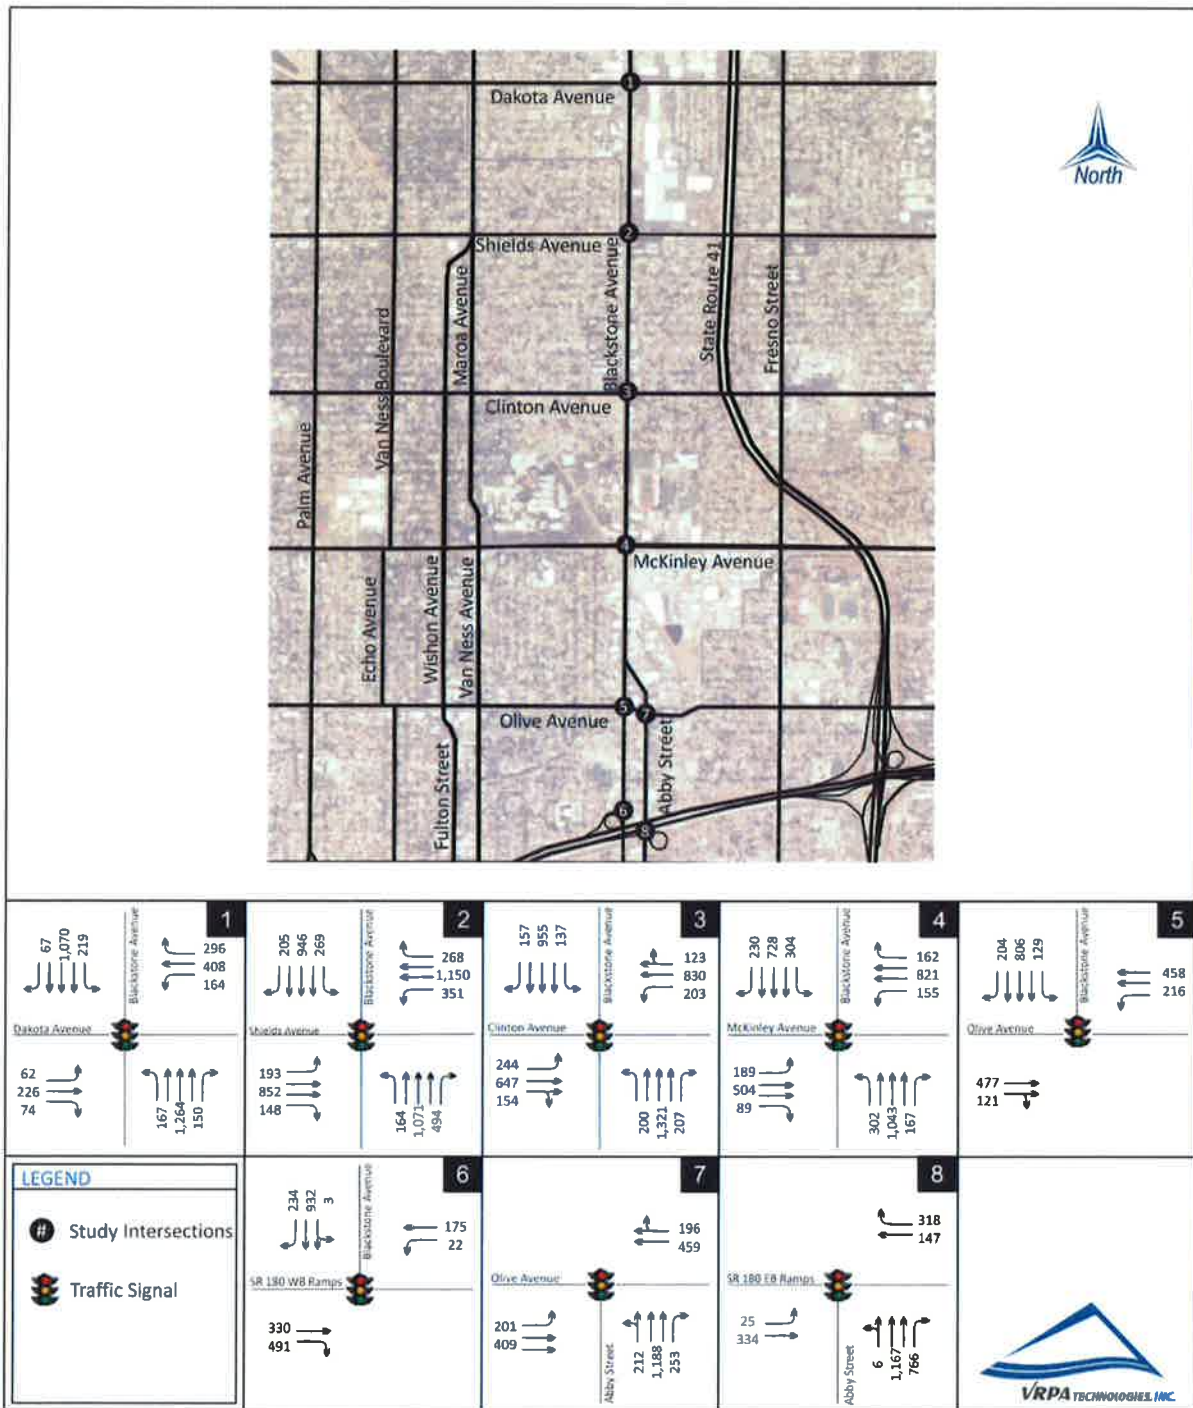 North
1
Dakota Avenue
2
Shields Avenue
Blackstone Avenue
Maroa Avenue
Van Ness Boulevard
State Route 41
Fresno Street
3
Clinton Avenue
Palm Avenue
4
McKinley Avenue
Echo Avenue
Wishon Avenue
Van Ness Avenue
5
7
Olive Avenue
Abby Street
Fulton Street
6
8
1
67
1,070
219
Blackstone Avenue
296
408
164
Dakota Avenue
62
226
74
167
1,264
150
2
205
946
269
Blackstone Avenue
268
1,150
351
Shields Avenue
193
852
148
164
1,071
494
3
157
955
137
Blackstone Avenue
123
830
203
Clinton Avenue
244
647
154
200
1,321
207
4
230
728
304
Blackstone Avenue
162
821
155
McKinley Avenue
189
504
89
302
1,043
167
5
204
806
129
458
216
Olive Avenue
477
121
LEGEND
# Study Intersections
Traffic Signal
6
234
932
3
Blackstone Avenue
175
22
SR 180 WB Ramps
330
491
7
196
459
Olive Avenue
201
409
Abby Street
212
1,188
253
8
318
147
SR 180 EB Ramps
25
334
Abby Street
6
1,167
766
VRPA TECHNOLOGIES, INC.